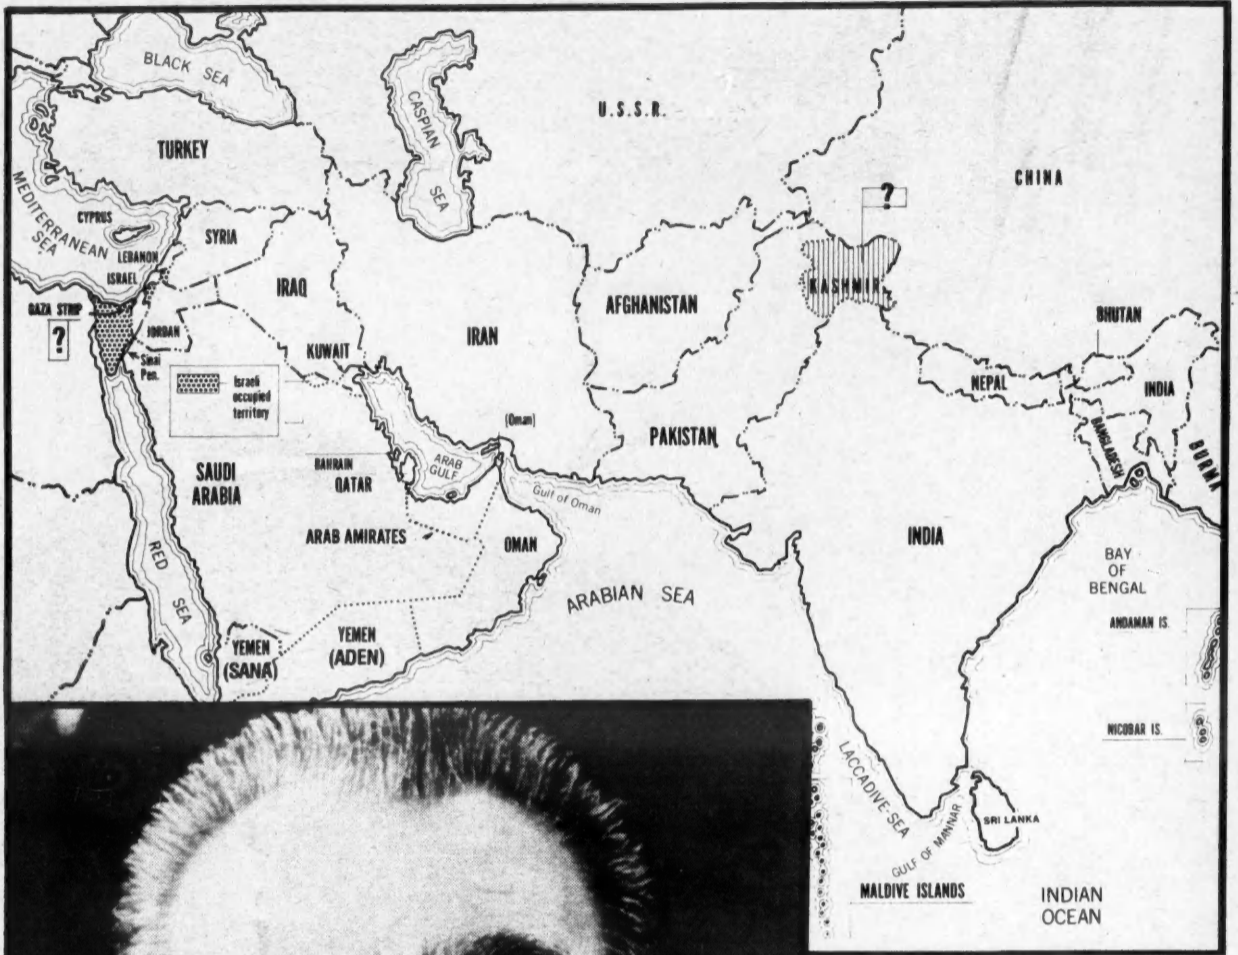 BLACK SEA
CASPIAN
SEA
U.S.S.R.
TURKEY
CHINA
MEDITERRANEAN
SEA
CYPRUS
LEBANON
ISRAEL
SYRIA
IRAQ
?
KASHMIR
GAZA STRIP
?
JORDAN
Sinai
Pen.
KUWAIT
IRAN
AFGHANISTAN
BHUTAN
NEPAL
INDIA
BANGLADESH
BURMA
Israeli
occupied
territory
(Oman)
PAKISTAN
BAHRAIN
QATAR
ARAB
GULF
SAUDI
ARABIA
Gulf of Oman
ARAB AMIRATES
OMAN
INDIA
RED
SEA
ARABIAN SEA
BAY
OF
BENGAL
ANDAMAN IS.
YEMEN
(SANA)
YEMEN
(ADEN)
NICOBAR IS.
LACCADIVE-SEA
GULF OF MANNAR
SRI LANKA
MALDIVE ISLANDS
INDIAN
OCEAN